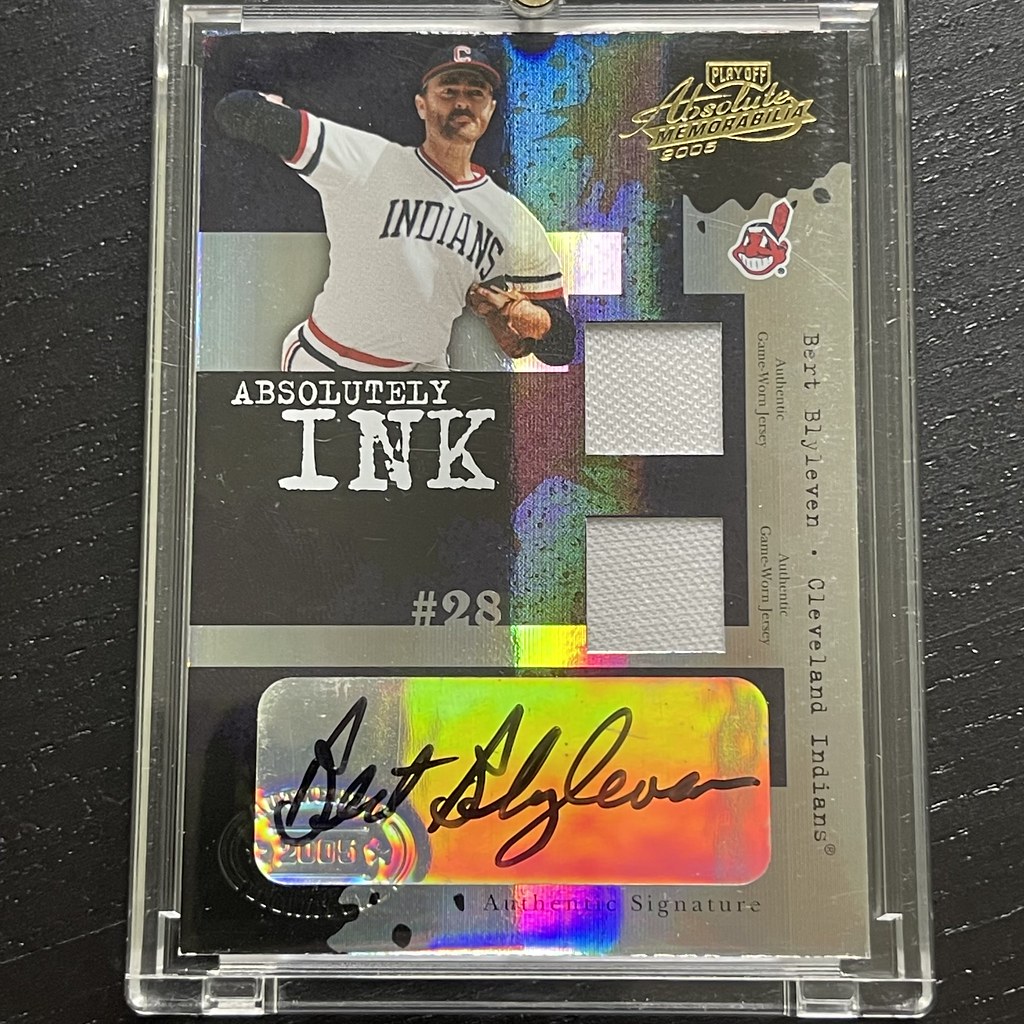 C
PLAYOFF
Absolute
MEMORABILIA
2005
INDIANS
ABSOLUTELY
INK
#28
Authentic
Game-Worn Jersey
Authentic
Game-Worn Jersey
Bert Blyleven • Cleveland Indians®
Bert Blyleven
2005
Authentic Signature